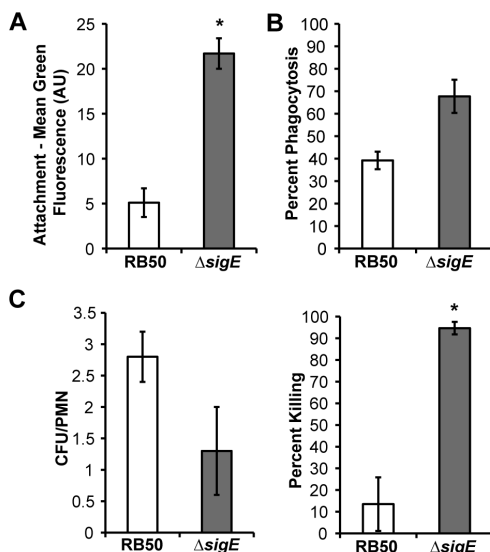 A
Attachment - Mean Green
Fluorescence (AU)
25
20
15
10
5
0
*
RB50
ΔsigE
B
Percent Phagocytosis
100
90
80
70
60
50
40
30
20
10
0
RB50
ΔsigE
C
CFU/PMN
3.5
3
2.5
2
1.5
1
0.5
0
RB50
ΔsigE
Percent Killing
100
90
80
70
60
50
40
30
20
10
0
*
RB50
ΔsigE